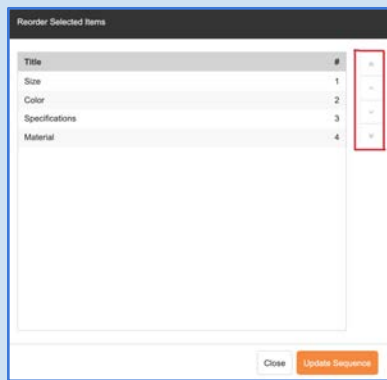 Reorder Selected Items
Title #
Size 1
Color 2
Specifications 3
Material 4
Close Update Sequence